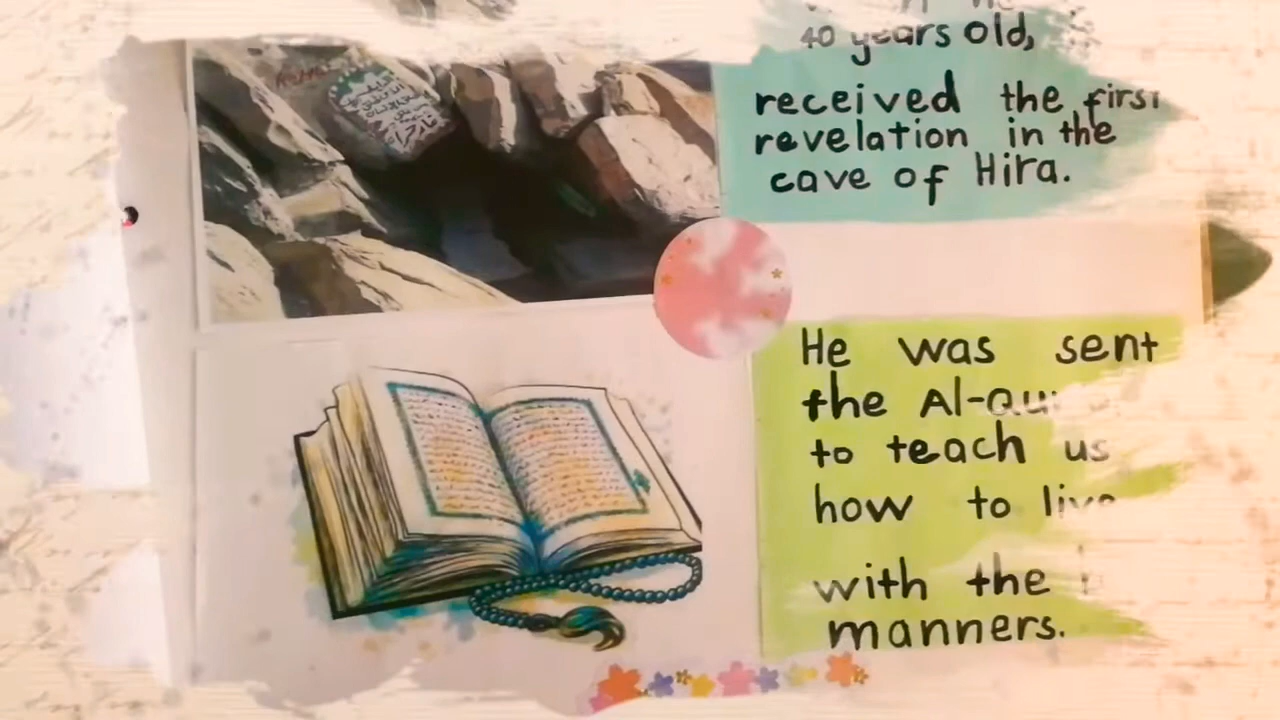 40 years old,
received the first
revelation in the
cave of Hira.
He was sent
the
to teach us
how to live
with the
manners.